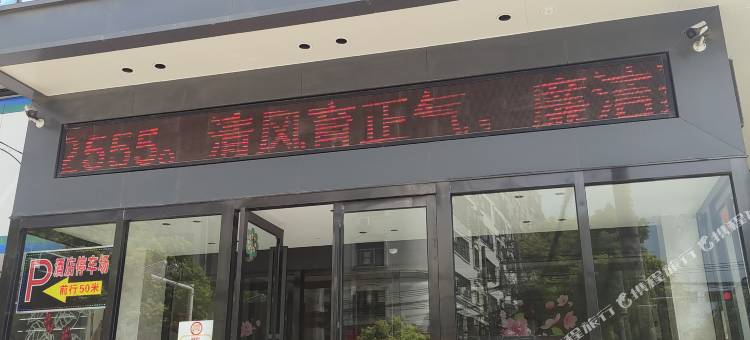 2555。清风育正气、廉洁
P 酒店停车场
前行50米
携程旅行
程旅行